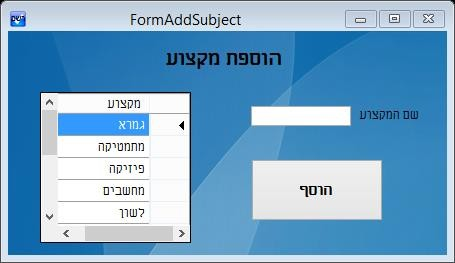 FormAddSubject
הוספת מקצוע
שם המקצוע
הוסף
מקצוע
גמרא
מתמטיקה
פיזיקה
מחשבים
לשון